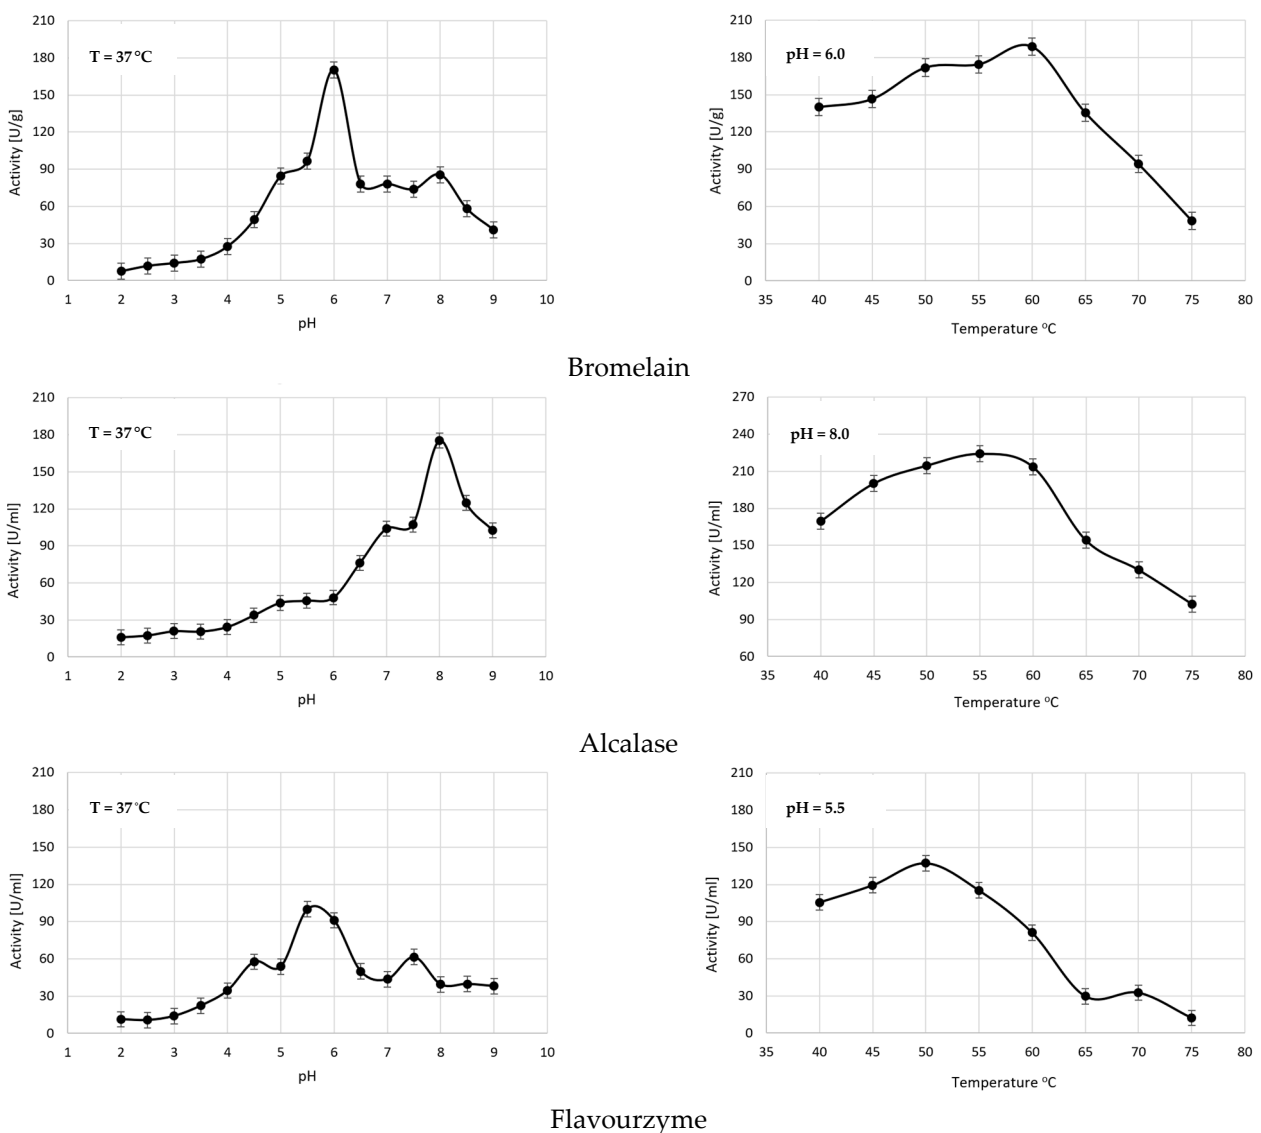 210
180
150
120
90
60
30
0
Activity [U/g]
T = 37 °C
1 2 3 4 5 6 7 8 9 10
pH
210
180
150
120
90
60
30
0
Activity [U/g]
pH = 6.0
35 40 45 50 55 60 65 70 75 80
Temperature °C
Bromelain
210
180
150
120
90
60
30
0
Activity [U/ml]
T = 37 °C
1 2 3 4 5 6 7 8 9 10
pH
270
240
210
180
150
120
90
60
Activity [U/ml]
pH = 8.0
35 40 45 50 55 60 65 70 75 80
Temperature °C
Alcalase
210
180
150
120
90
60
30
0
Activity [U/ml]
T = 37 °C
1 2 3 4 5 6 7 8 9 10
pH
210
180
150
120
90
60
30
0
Activity [U/ml]
pH = 5.5
35 40 45 50 55 60 65 70 75 80
Temperature °C
Flavourzyme